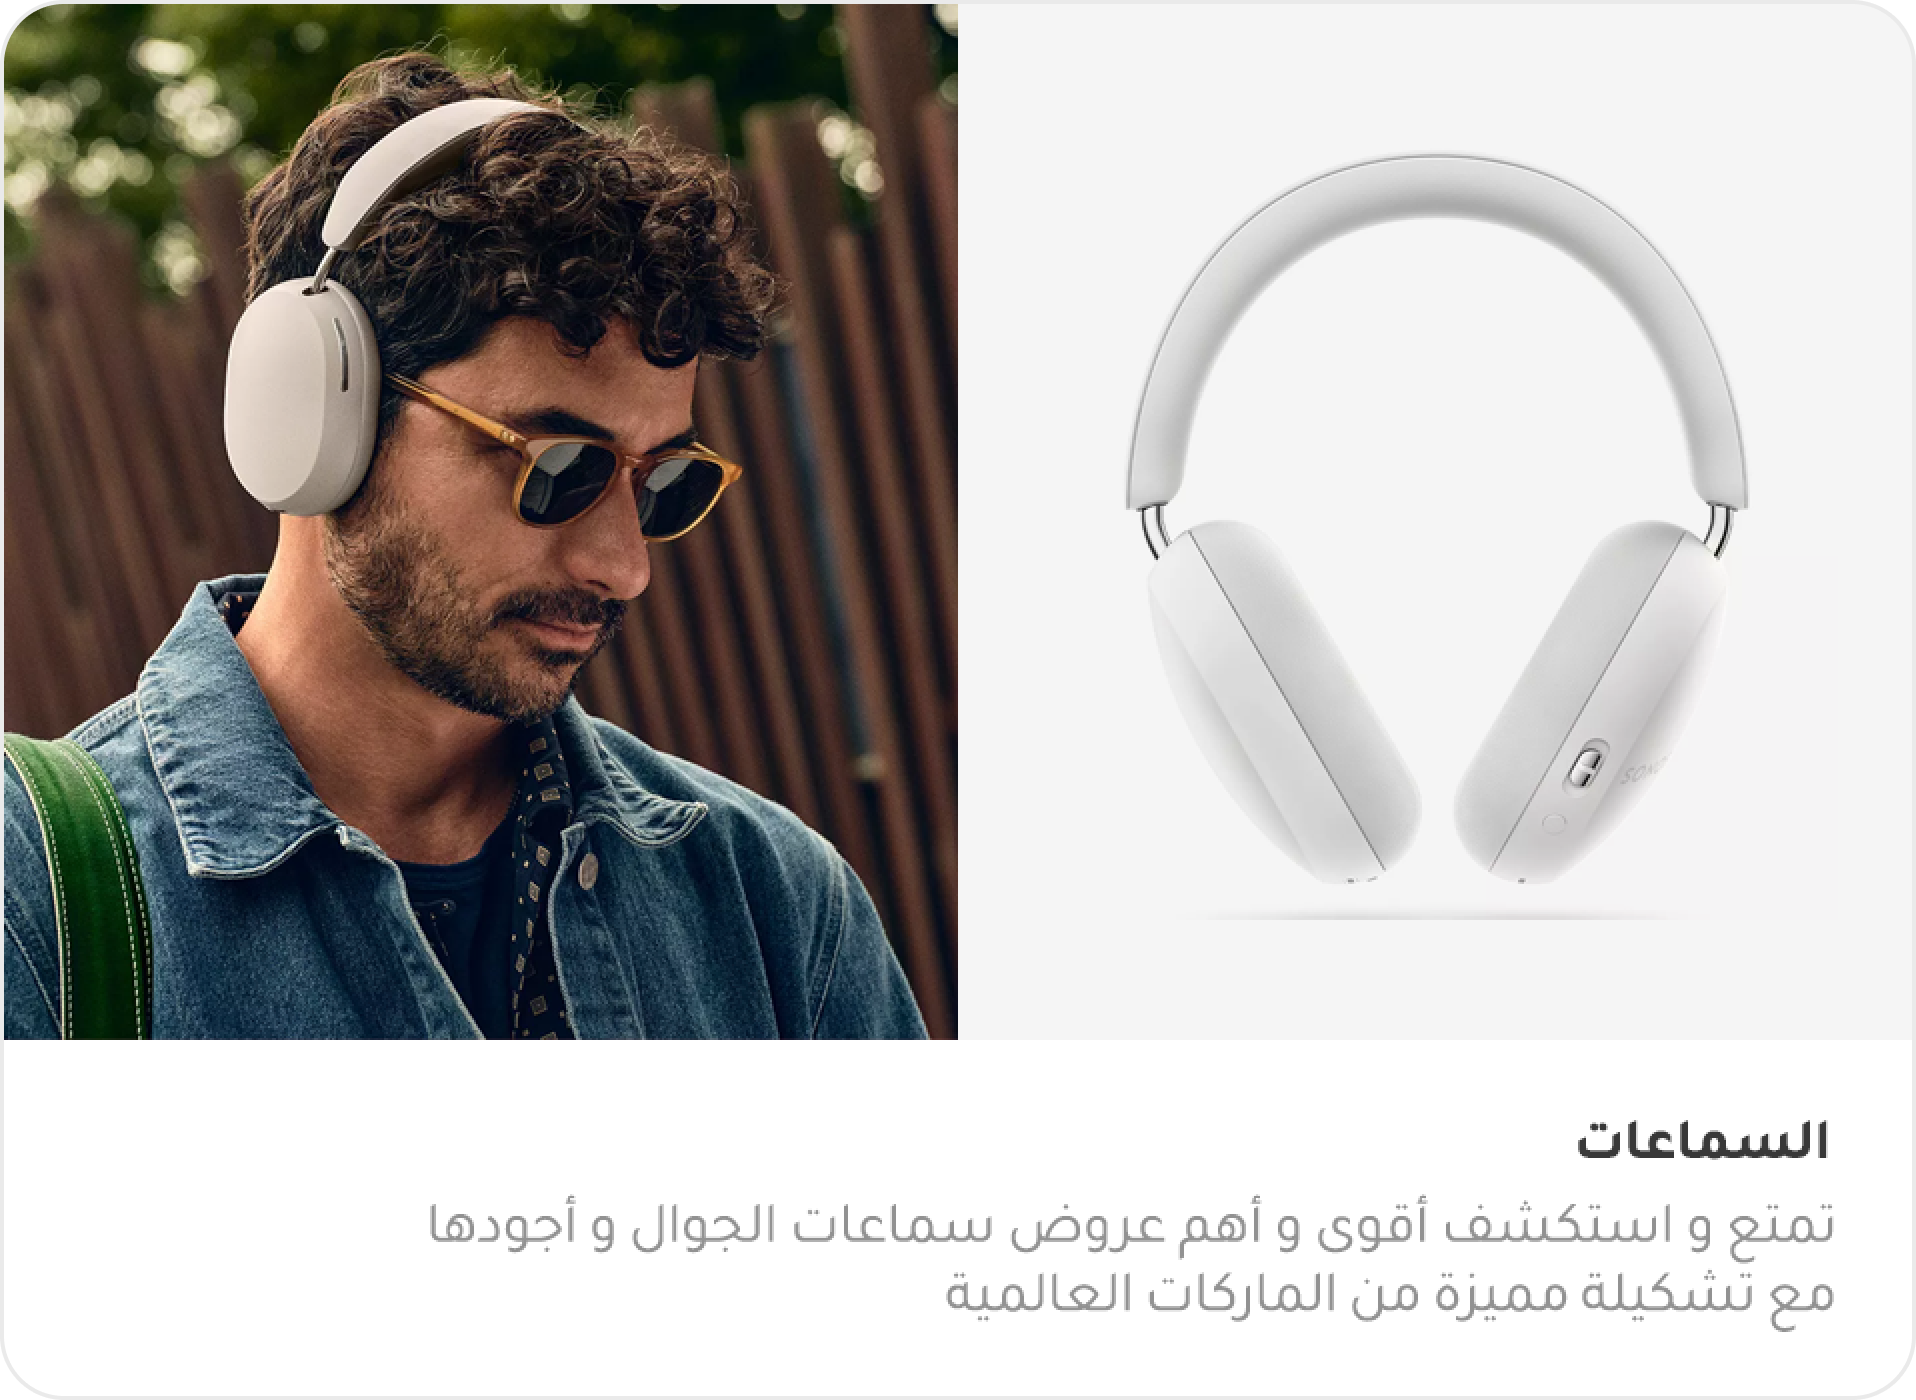 السماعات
تمتع و استكشف أقوى و أهم عروض سماعات الجوال و أجودها
مع تشكيلة مميزة من الماركات العالمية